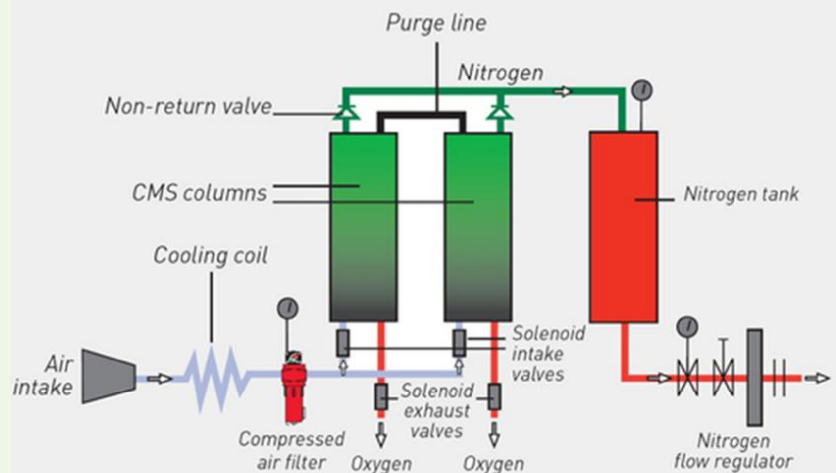 Purge line
Nitrogen
Non-return valve
CMS columns
Nitrogen tank
Cooling coil
Air
intake
Solenoid
intake
valves
Solenoid
exhaust
valves
Compressed
air filter
Oxygen
Oxygen
Nitrogen
flow regulator